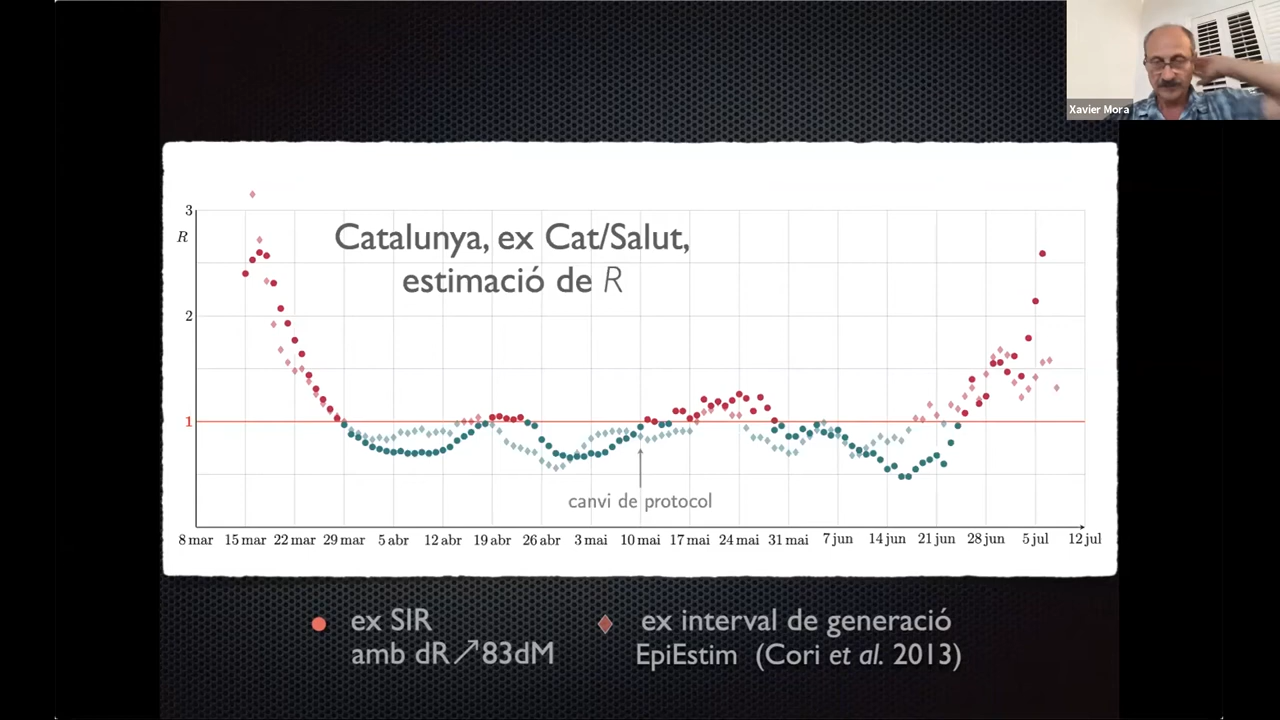 Xavier Mora
3
R
Catalunya, ex Cat/Salut,
estimació de R
2
1
canvi de protocol
8 mar 15 mar 22 mar 29 mar 5 abr 12 abr 19 abr 26 abr 3 mai 10 mai 17 mai 24 mai 31 mai 7 jun 14 jun 21 jun 28 jun 5 jul 12 jul
ex SIR
amb dR↗83dM
ex interval de generació
EpiEstim (Cori et al. 2013)